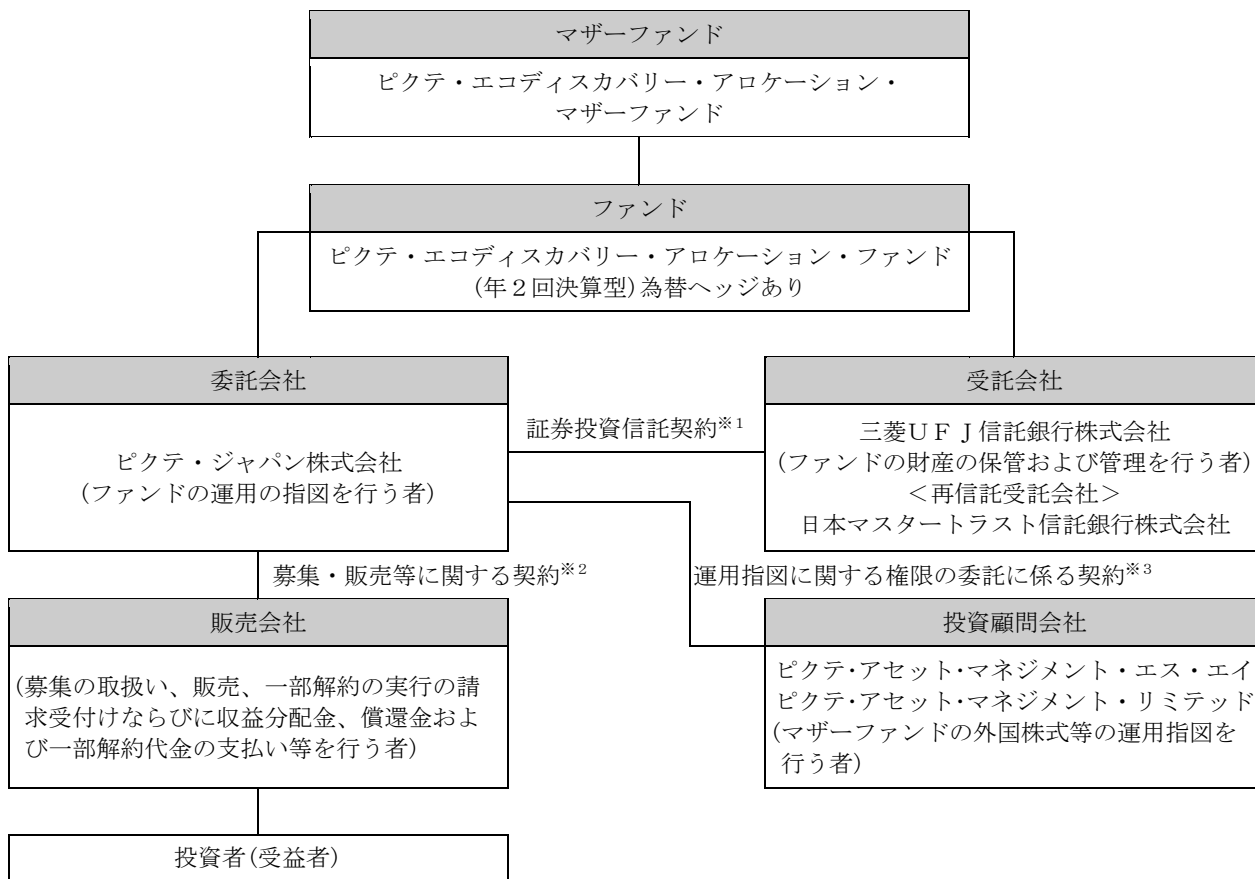 マザーファンド
ピクテ・エコディスカバリー・アロケーション・
マザーファンド
ファンド
ピクテ・エコディスカバリー・アロケーション・ファンド
(年２回決算型)為替ヘッジあり
委託会社
ピクテ・ジャパン株式会社
(ファンドの運用の指図を行う者)
証券投資信託契約※１
受託会社
三菱ＵＦＪ信託銀行株式会社
(ファンドの財産の保管および管理を行う者)
＜再信託受託会社＞
日本マスタートラスト信託銀行株式会社
募集・販売等に関する契約※２
運用指図に関する権限の委託に係る契約※３
販売会社
(募集の取扱い、販売、一部解約の実行の請
求受付けならびに収益分配金、償還金およ
び一部解約代金の支払い等を行う者)
投資顧問会社
ピクテ・アセット・マネジメント・エス・エイ
ピクテ・アセット・マネジメント・リミテッド
(マザーファンドの外国株式等の運用指図を
行う者)
投資者(受益者)